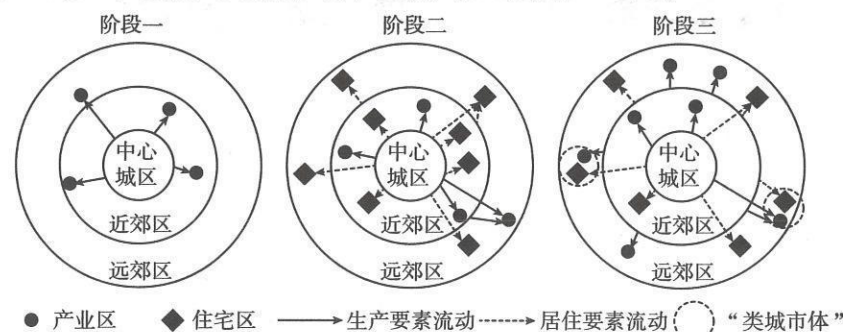 阶段一
阶段二
阶段三
中心
城区
近郊区
远郊区
中心
城区
近郊区
远郊区
中心
城区
近郊区
远郊区
产业区
住宅区
生产要素流动
居住要素流动
“类城市体”